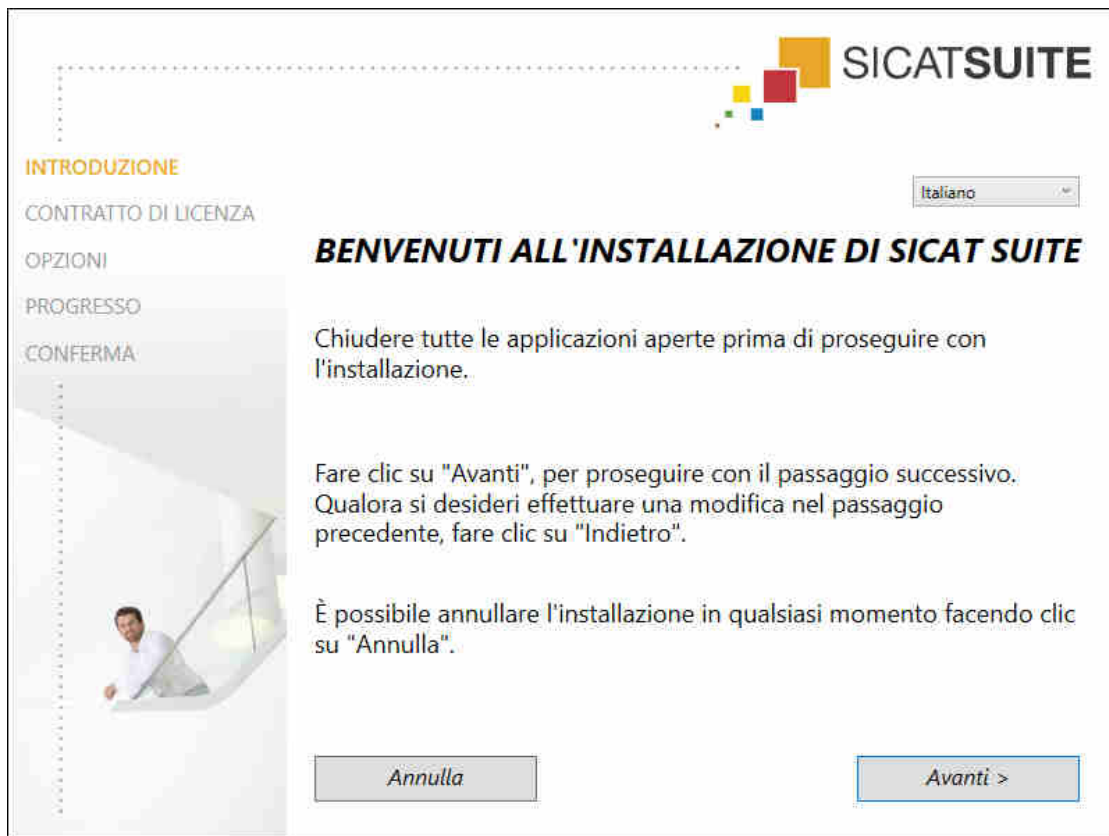 SICATSUITE
INTRODUZIONE
CONTRATTO DI LICENZA
OPZIONI
PROGRESSO
CONFERMA
Italiano
BENVENUTI ALL'INSTALLAZIONE DI SICAT SUITE
Chiudere tutte le applicazioni aperte prima di proseguire con
l'installazione.
Fare clic su "Avanti", per proseguire con il passaggio successivo.
Qualora si desideri effettuare una modifica nel passaggio
precedente, fare clic su "Indietro".
È possibile annullare l'installazione in qualsiasi momento facendo clic
su "Annulla".
Annulla
Avanti >